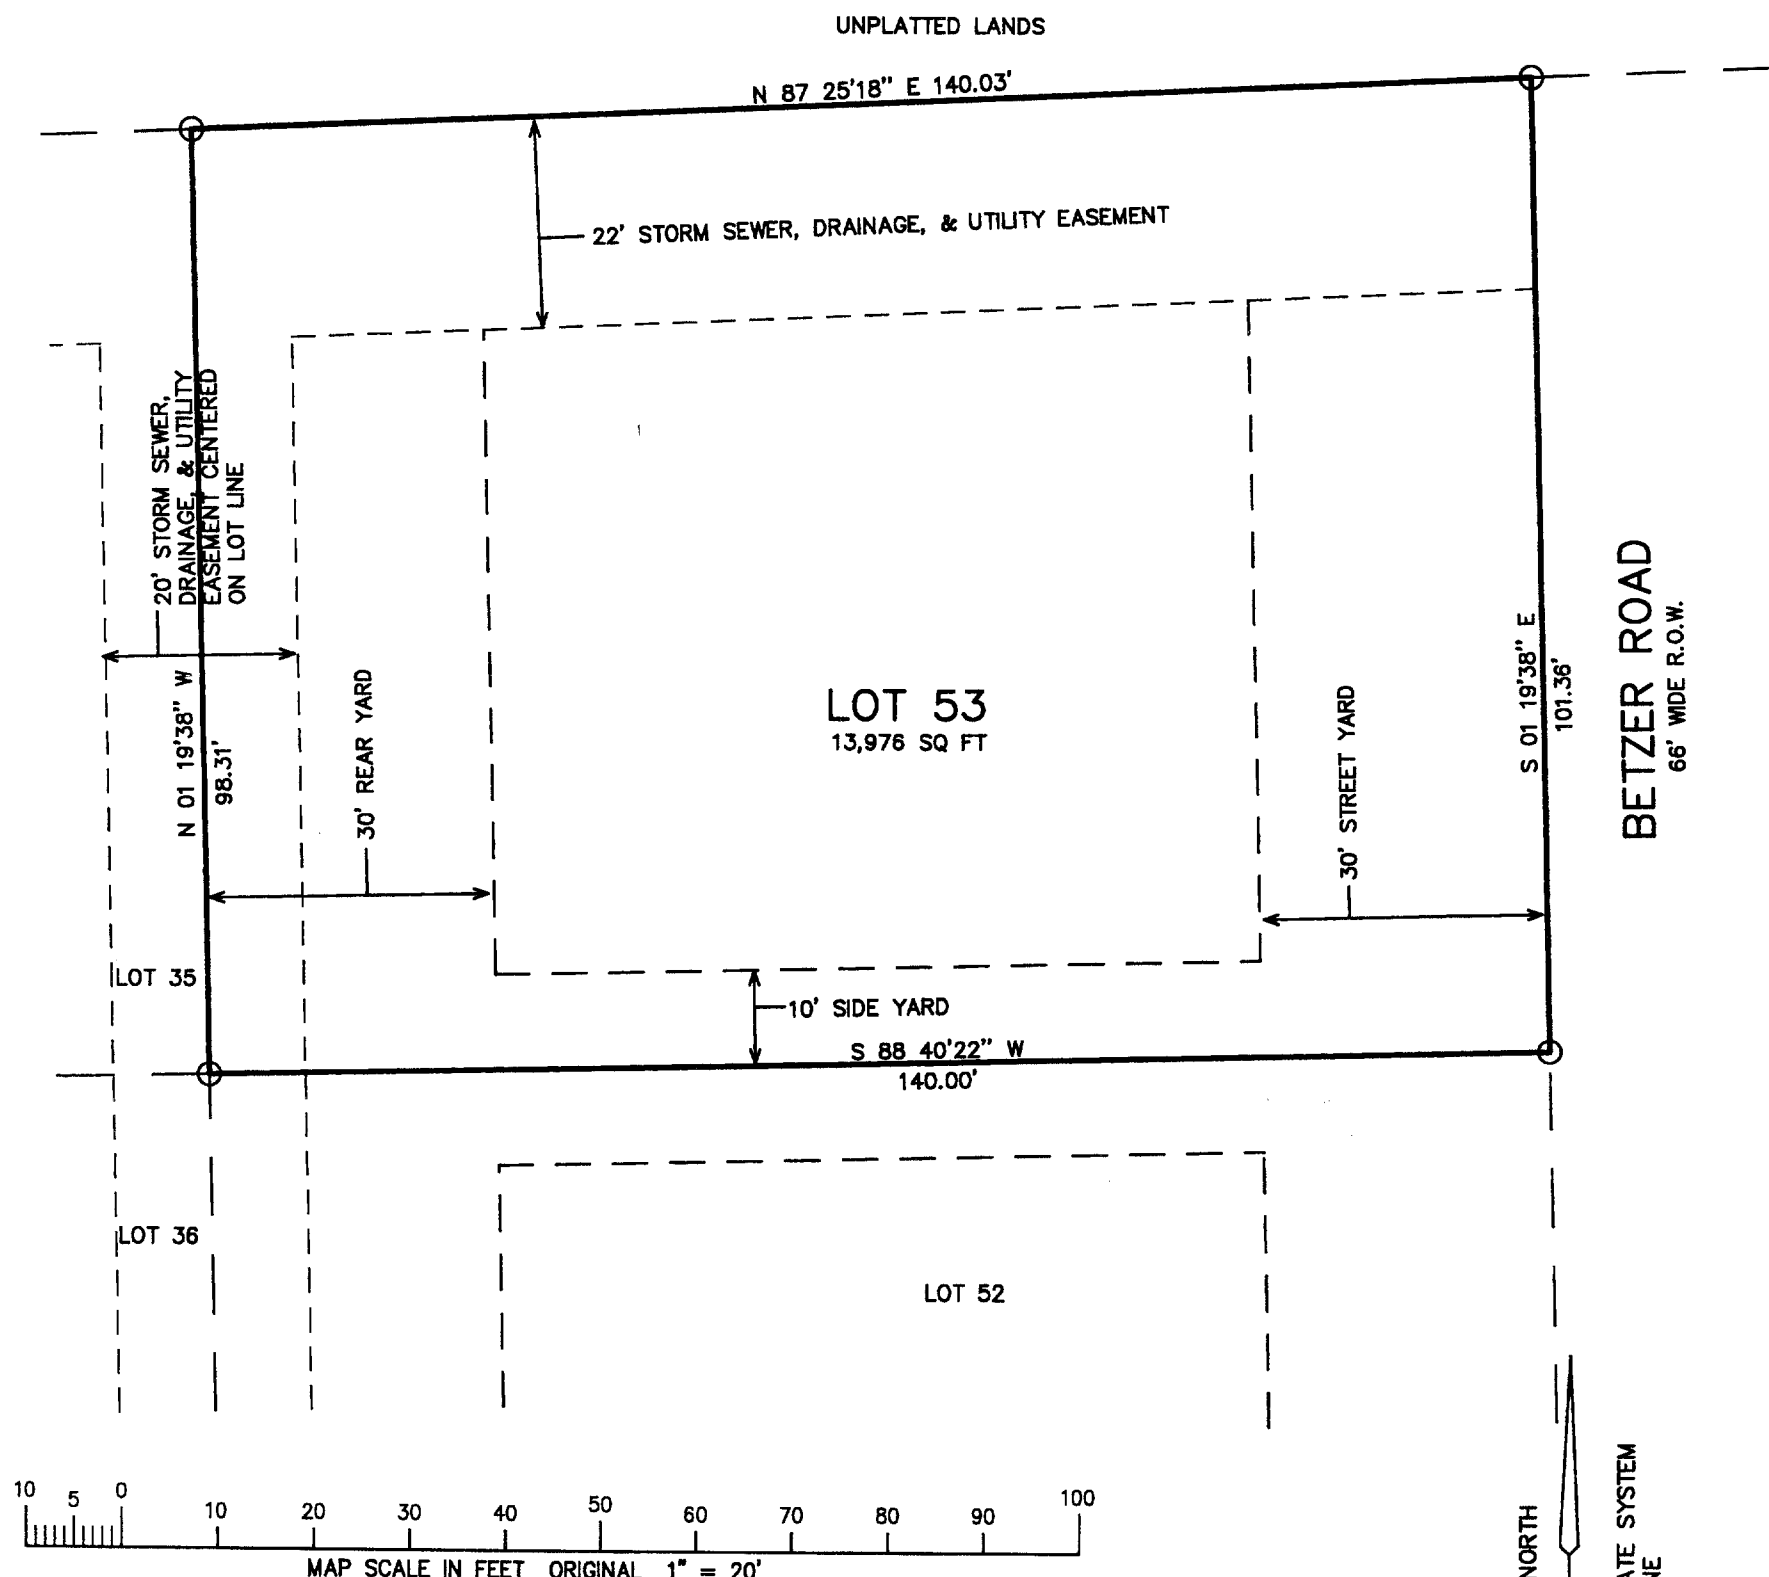 UNPLATTED LANDS
N 87 25'18" E 140.03'
22' STORM SEWER, DRAINAGE, & UTILITY EASEMENT
20' STORM SEWER,
DRAINAGE, & UTILITY
EASEMENT CENTERED
ON LOT LINE
N 01 19'38" W
98.31'
30' REAR YARD
LOT 53
13,976 SQ FT
30' STREET YARD
S 01 19'38" E
101.36'
BETZER ROAD
66' WIDE R.O.W.
LOT 35
10' SIDE YARD
S 88 40'22" W
140.00'
LOT 36
LOT 52
10 5 0 10 20 30 40 50 60 70 80 90 100
MAP SCALE IN FEET ORIGINAL 1" = 20'
NORTH
ATE SYSTEM
NE